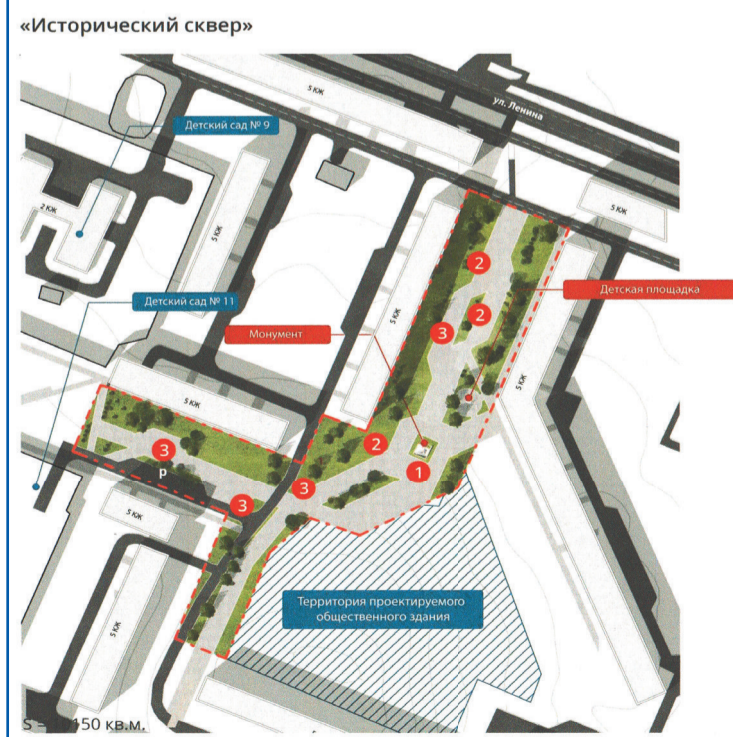 «Исторический сквер»
5 КЖ
ул. Ленина
Детский сад № 9
2 КЖ
5 КЖ
5 КЖ
2
Детская площадка
Детский сад № 11
2
Монумент
3
5 КЖ
5 КЖ
5 КЖ
3
2
р
1
3
3
5 КЖ
Территория проектируемого
общественного здания
5 КЖ
S = 150 кв.м.